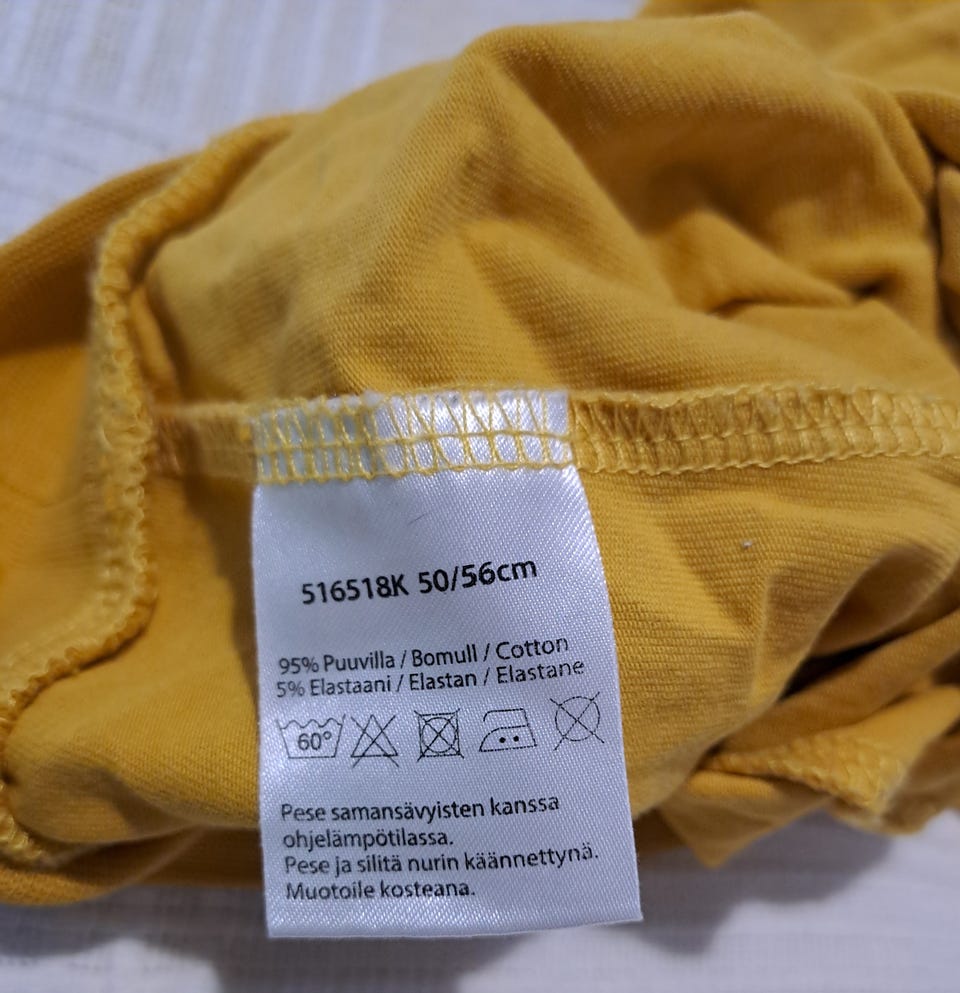 516518K 50/56cm
95% Puuvilla / Bomull / Cotton
5% Elastaani / Elastan / Elastane
60°
Pese samansävyisten kanssa
ohjelämpötilassa.
Pese ja silitä nurin käännettynä.
Muotoile kosteana.